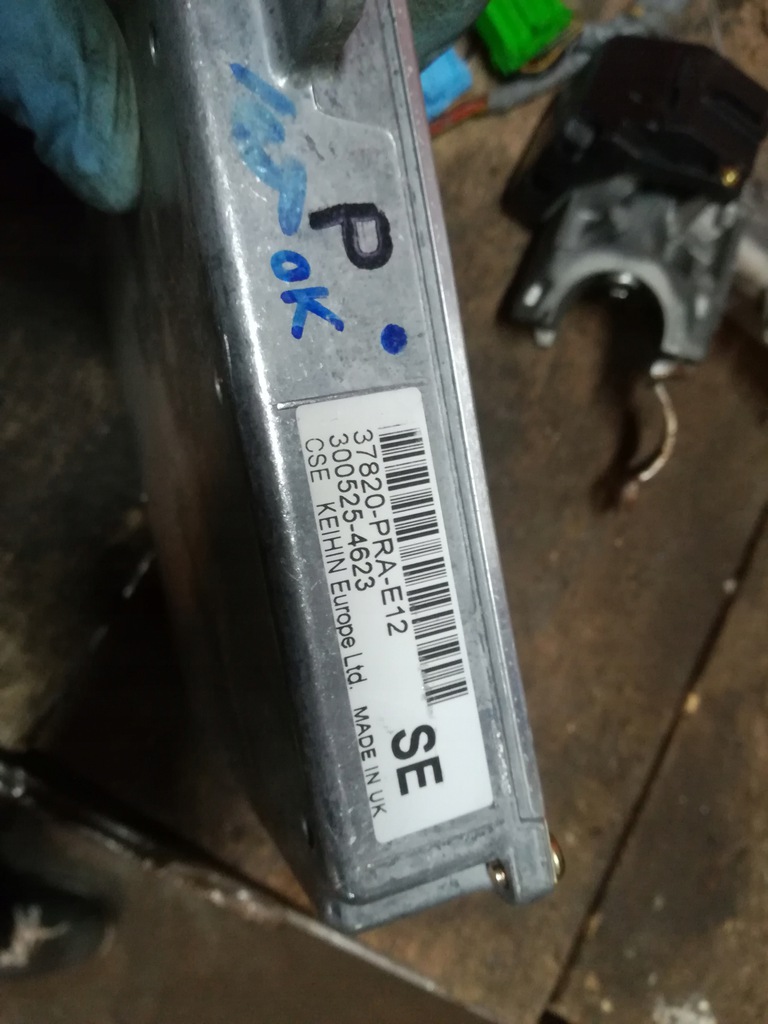 P
OK
37820-PRA-E12
300525-4623
CSE KEIHIN Europe Ltd. MADE IN UK
SE